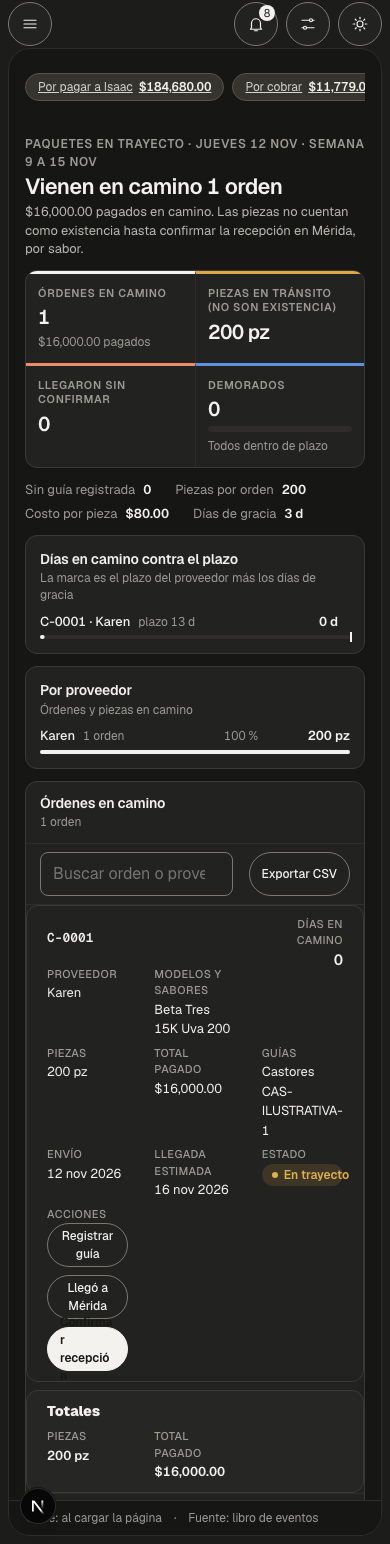 8
Por pagar a Isaac $184,680.00 Por cobrar $11,779.0
PAQUETES EN TRAYECTO · JUEVES 12 NOV · SEMANA
9 A 15 NOV
Vienen en camino 1 orden
$16,000.00 pagados en camino. Las piezas no cuentan
como existencia hasta confirmar la recepción en Mérida,
por sabor.
ÓRDENES EN CAMINO
1
$16,000.00 pagados
PIEZAS EN TRÁNSITO
(NO SON EXISTENCIA)
200 pz
LLEGARON SIN
CONFIRMAR
0
DEMORADOS
0
Todos dentro de plazo
Sin guía registrada 0 Piezas por orden 200
Costo por pieza $80.00 Días de gracia 3 d
Días en camino contra el plazo
La marca es el plazo del proveedor más los días de
gracia
C-0001 · Karen plazo 13 d 0 d
Por proveedor
Órdenes y piezas en camino
Karen 1 orden 100 % 200 pz
Órdenes en camino
1 orden
Buscar orden o prove
Exportar CSV
C-0001
DÍAS EN
CAMINO
0
PROVEEDOR
Karen
MODELOS Y
SABORES
Beta Tres
15K Uva 200
PIEZAS
200 pz
TOTAL
PAGADO
$16,000.00
GUÍAS
Castores
CAS-
ILUSTRATIVA-
1
ENVÍO
12 nov 2026
LLEGADA
ESTIMADA
16 nov 2026
ESTADO
En trayecto
ACCIONES
Registrar
guía
Llegó a
Mérida
r
recepció
n
Totales
PIEZAS
200 pz
TOTAL
PAGADO
$16,000.00
N
e: al cargar la página · Fuente: libro de eventos